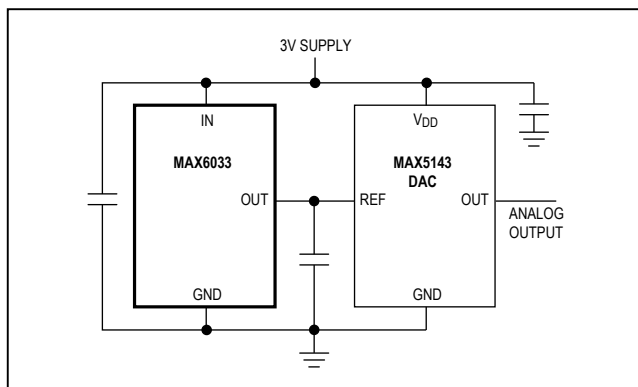 3V SUPPLY
IN
MAX6033
OUT
GND
VDD
MAX5143
DAC
REF
OUT
GND
ANALOG
OUTPUT